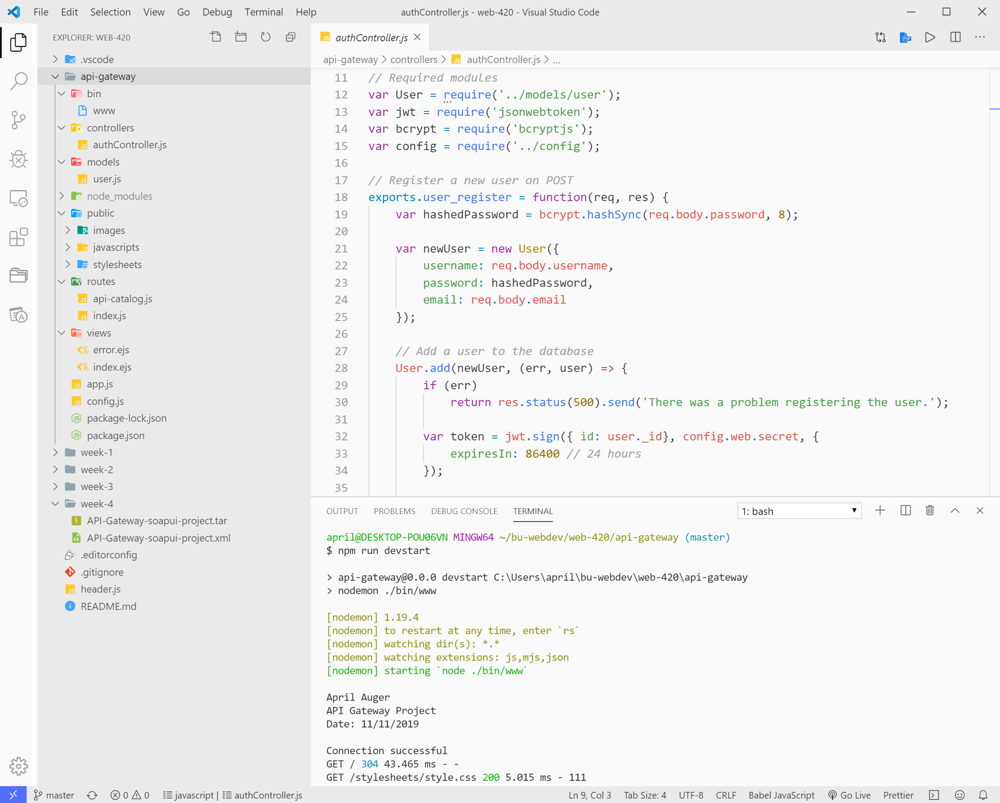 File Edit Selection View Go Debug Terminal Help
authController.js - web-420 - Visual Studio Code
EXPLORER: WEB-420
.vscode
api-gateway
bin
www
controllers
authController.js
models
user.js
node_modules
public
images
javascripts
stylesheets
routes
api-catalog.js
index.js
views
error.ejs
index.ejs
app.js
config.js
package-lock.json
package.json
week-1
week-2
week-3
week-4
API-Gateway-soapui-project.tar
API-Gateway-soapui-project.xml
.editorconfig
.gitignore
header.js
README.md
JS authController.js
api-gateway > controllers > JS authController.js > ...
11 // Required modules
12 var User = require('../models/user');
13 var jwt = require('jsonwebtoken');
14 var bcrypt = require('bcryptjs');
15 var config = require('../config');
16
17 // Register a new user on POST
18 exports.user_register = function(req, res) {
19 var hashedPassword = bcrypt.hashSync(req.body.password, 8);
20
21 var newUser = new User({
22 username: req.body.username,
23 password: hashedPassword,
24 email: req.body.email
25 });
26
27 // Add a user to the database
28 User.add(newUser, (err, user) => {
29 if (err)
30 return res.status(500).send('There was a problem registering the user.');
31
32 var token = jwt.sign({ id: user._id}, config.web.secret, {
33 expiresIn: 86400 // 24 hours
34 });
35
OUTPUT PROBLEMS DEBUG CONSOLE TERMINAL
1: bash
april@DESKTOP-POU06VN MINGW64 ~/bu-webdev/web-420/api-gateway (master)
$ npm run devstart
> api-gateway@0.0.0 devstart C:\Users\april\bu-webdev\web-420\api-gateway
> nodemon ./bin/www
[nodemon] 1.19.4
[nodemon] to restart at any time, enter `rs`
[nodemon] watching dir(s): *.*
[nodemon] watching extensions: js,mjs,json
[nodemon] starting `node ./bin/www`
April Auger
API Gateway Project
Date: 11/11/2019
Connection successful
GET / 304 43.465 ms - -
GET /stylesheets/style.css 200 5.015 ms - 111
master 0 0 javascript | authController.js Ln 9, Col 3 Tab Size: 4 UTF-8 CRLF Babel JavaScript Go Live Prettier